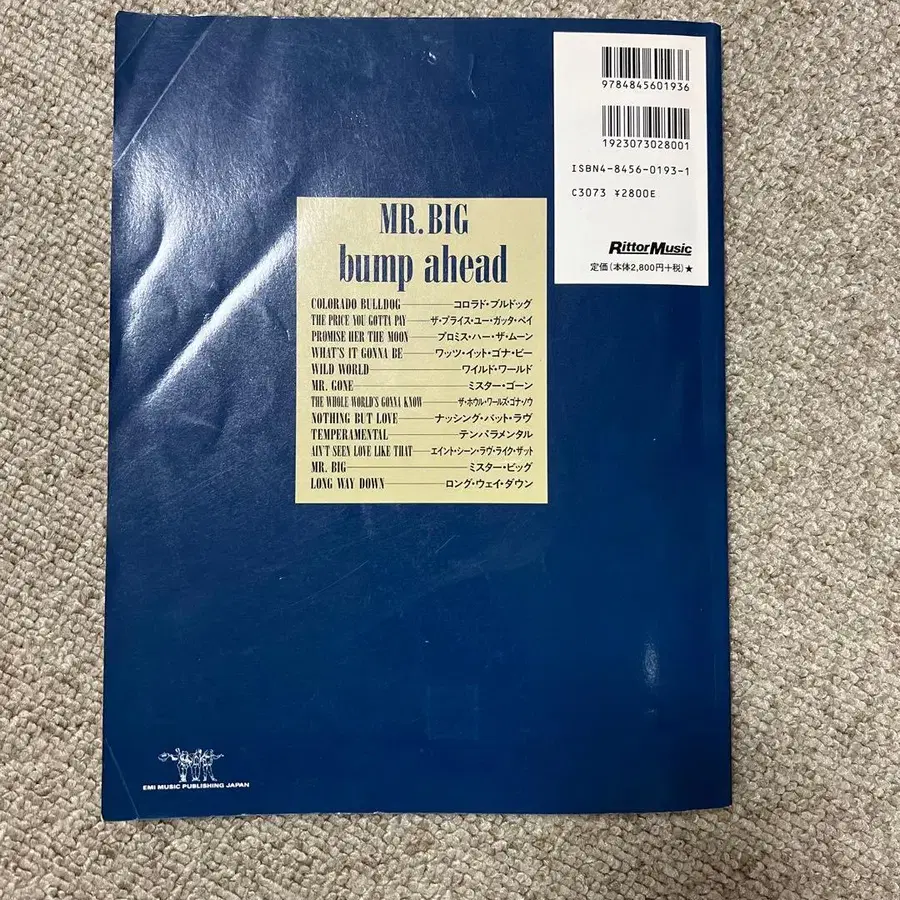 9784845601936
1923073028001
ISBN4-8456-0193-1
C3073 ¥2800E
RittorMusic
定価(本体2,800円+税)★
MR. BIG
bump ahead
COLORADO BULLDOG コロラド・ブルドッグ
THE PRICE YOU GOTTA PAY ザ・プライス・ユー・ガッタ・ペイ
PROMISE HER THE MOON プロミス・ハー・ザ・ムーン
WHAT'S IT GONNA BE ワッツ・イット・ゴナ・ビー
WILD WORLD ワイルド・ワールド
MR. GONE ミスター・ゴーン
THE WHOLE WORLD'S GONNA KNOW ザ・ホウル・ワールズ・ゴナ・ノウ
NOTHING BUT LOVE ナッシング・バット・ラヴ
TEMPERAMENTAL テンパラメンタル
AIN'T SEEN LOVE LIKE THAT エイント・シーン・ラヴ・ライク・ザット
MR. BIG ミスター・ビッグ
LONG WAY DOWN ロング・ウェイ・ダウン
EMI MUSIC PUBLISHING JAPAN